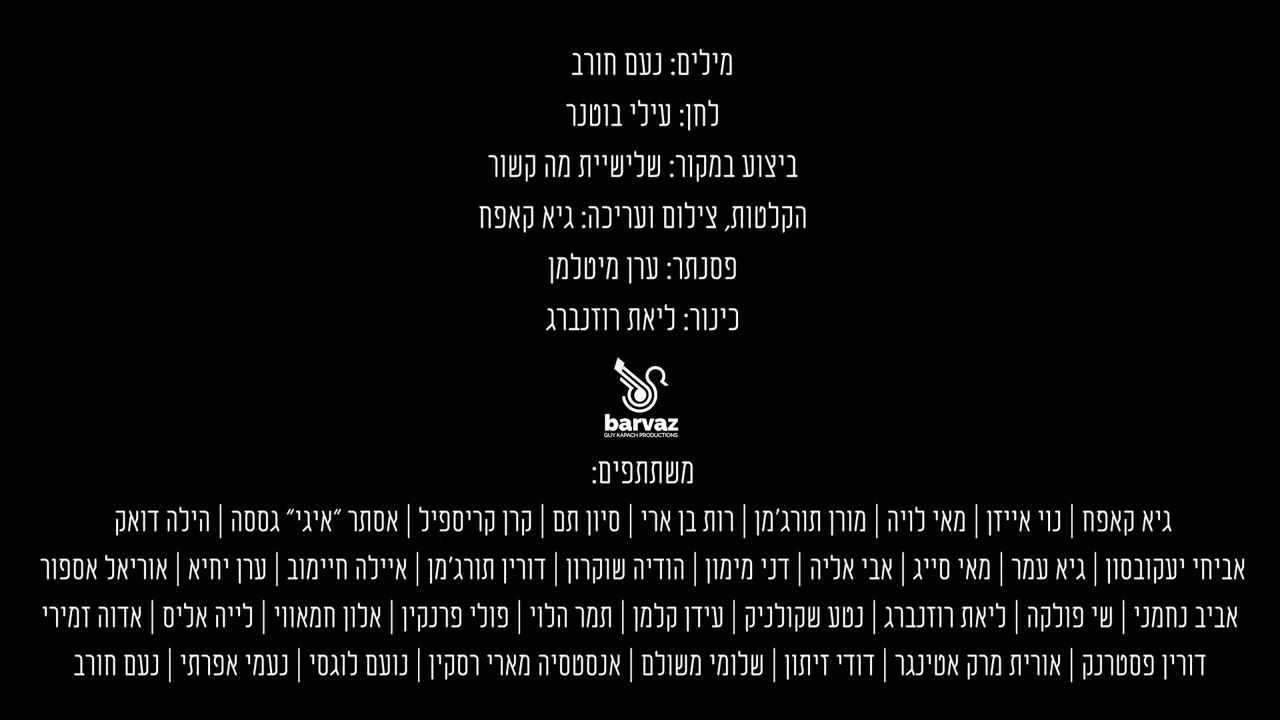 מילים: נעם חורב
לחן: עילי בוטנר
ביצוע במקור: שלישיית מה קשור
הקלטות, צילום ועריכה: גיא קאפח
פסנתר: ערן מיטלמן
כינור: ליאת רוזנברג
barvaz
GUY KAPACH PRODUCTIONS
משתתפים:
גיא קאפח | נוי אייזן | מאי לויה | מורן תורג'מן | רות בן ארי | סיון תם | קרן קריספיל | אסתר "איגי" גססה | הילה דואק
אביחי יעקובסון | גיא עמר | מאי סייג | אבי אליה | דני מימון | הודיה שוקרון | דורין תורג'מן | איילה חיימוב | ערן יחיא | אוריאל אספור
אביב נחמני | שי פולקה | ליאת רוזנברג | נטע שקולניק | עידן קלמן | תמר הלוי | פולי פרנקין | אלון חמאווי | לייה אליס | אדוה זמירי
דורין פסטרנק | אורית מרק אטינגר | דודי זיתון | שלומי משולם | אנסטסיה מארי רסקין | נועם לוגסי | נעמי אפרתי | נעם חורב